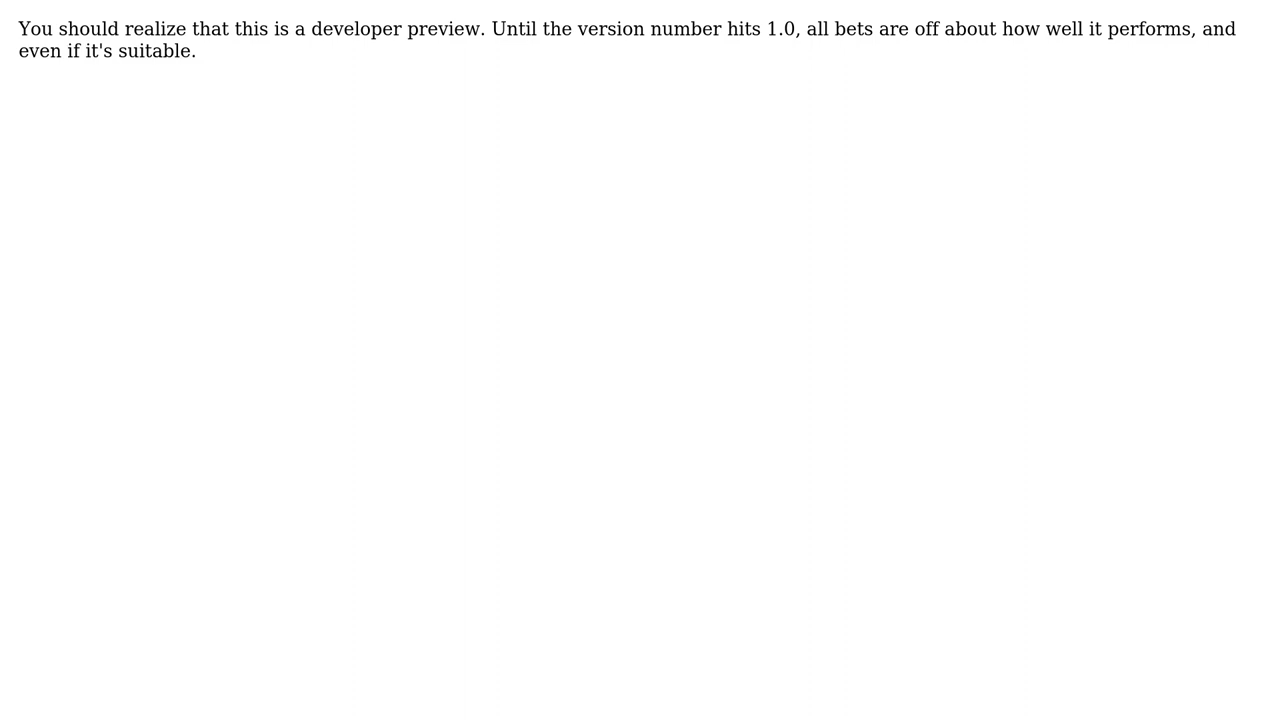 You should realize that this is a developer preview. Until the version number hits 1.0, all bets are off about how well it performs, and
even if it's suitable.